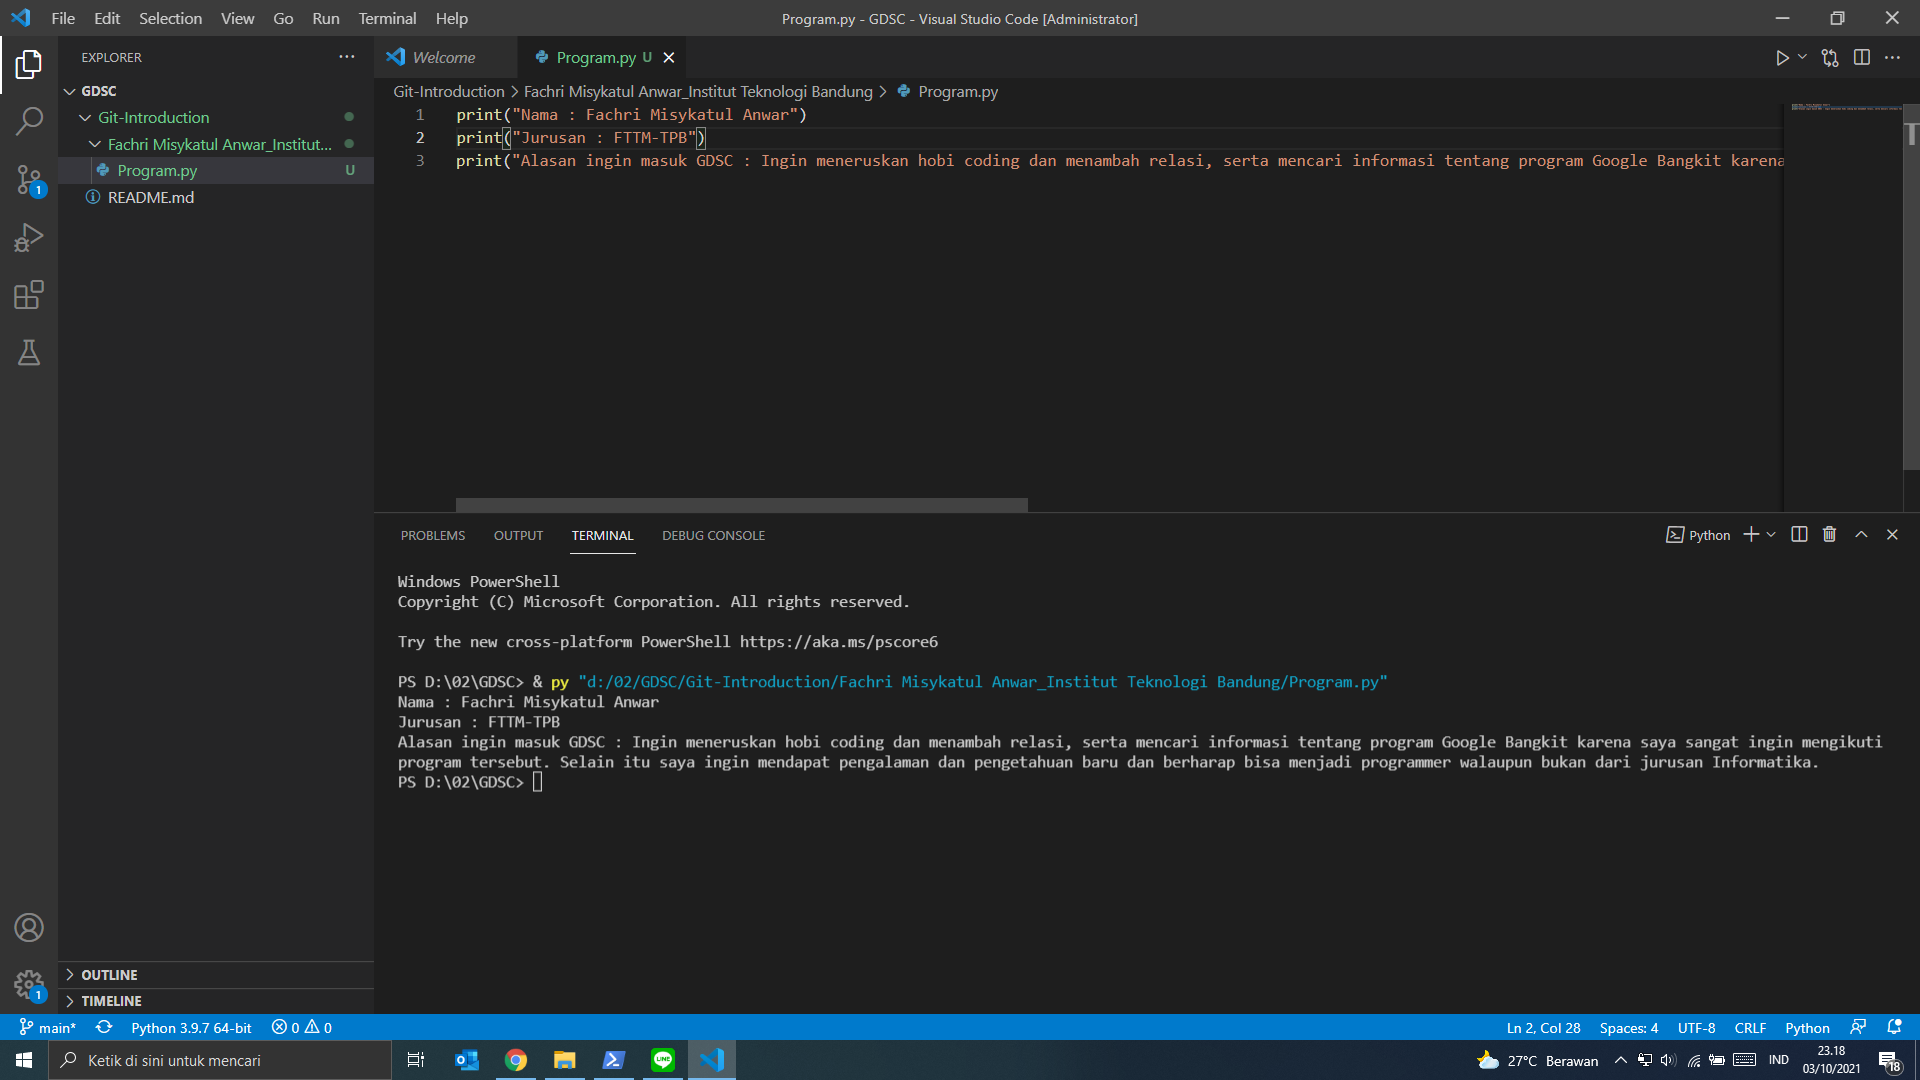 File Edit Selection View Go Run Terminal Help
Program.py - GDSC - Visual Studio Code [Administrator]
EXPLORER
Welcome
Program.py U
GDSC
Git-Introduction
Fachri Misykatul Anwar_Institut...
Program.py U
README.md
Git-Introduction > Fachri Misykatul Anwar_Institut Teknologi Bandung > Program.py
1 print("Nama : Fachri Misykatul Anwar")
2 print("Jurusan : FTTM-TPB")
3 print("Alasan ingin masuk GDSC : Ingin meneruskan hobi coding dan menambah relasi, serta mencari informasi tentang program Google Bangkit karena
1
PROBLEMS OUTPUT TERMINAL DEBUG CONSOLE
Python
Windows PowerShell
Copyright (C) Microsoft Corporation. All rights reserved.
Try the new cross-platform PowerShell https://aka.ms/pscore6
PS D:\02\GDSC> & py "d:/02/GDSC/Git-Introduction/Fachri Misykatul Anwar_Institut Teknologi Bandung/Program.py"
Nama : Fachri Misykatul Anwar
Jurusan : FTTM-TPB
Alasan ingin masuk GDSC : Ingin meneruskan hobi coding dan menambah relasi, serta mencari informasi tentang program Google Bangkit karena saya sangat ingin mengikuti
program tersebut. Selain itu saya ingin mendapat pengalaman dan pengetahuan baru dan berharap bisa menjadi programmer walaupun bukan dari jurusan Informatika.
PS D:\02\GDSC>
OUTLINE
TIMELINE
1
main* Python 3.9.7 64-bit 0 0
Ln 2, Col 28 Spaces: 4 UTF-8 CRLF Python
Ketik di sini untuk mencari
LINE
27°C Berawan
IND
23.18
03/10/2021
18